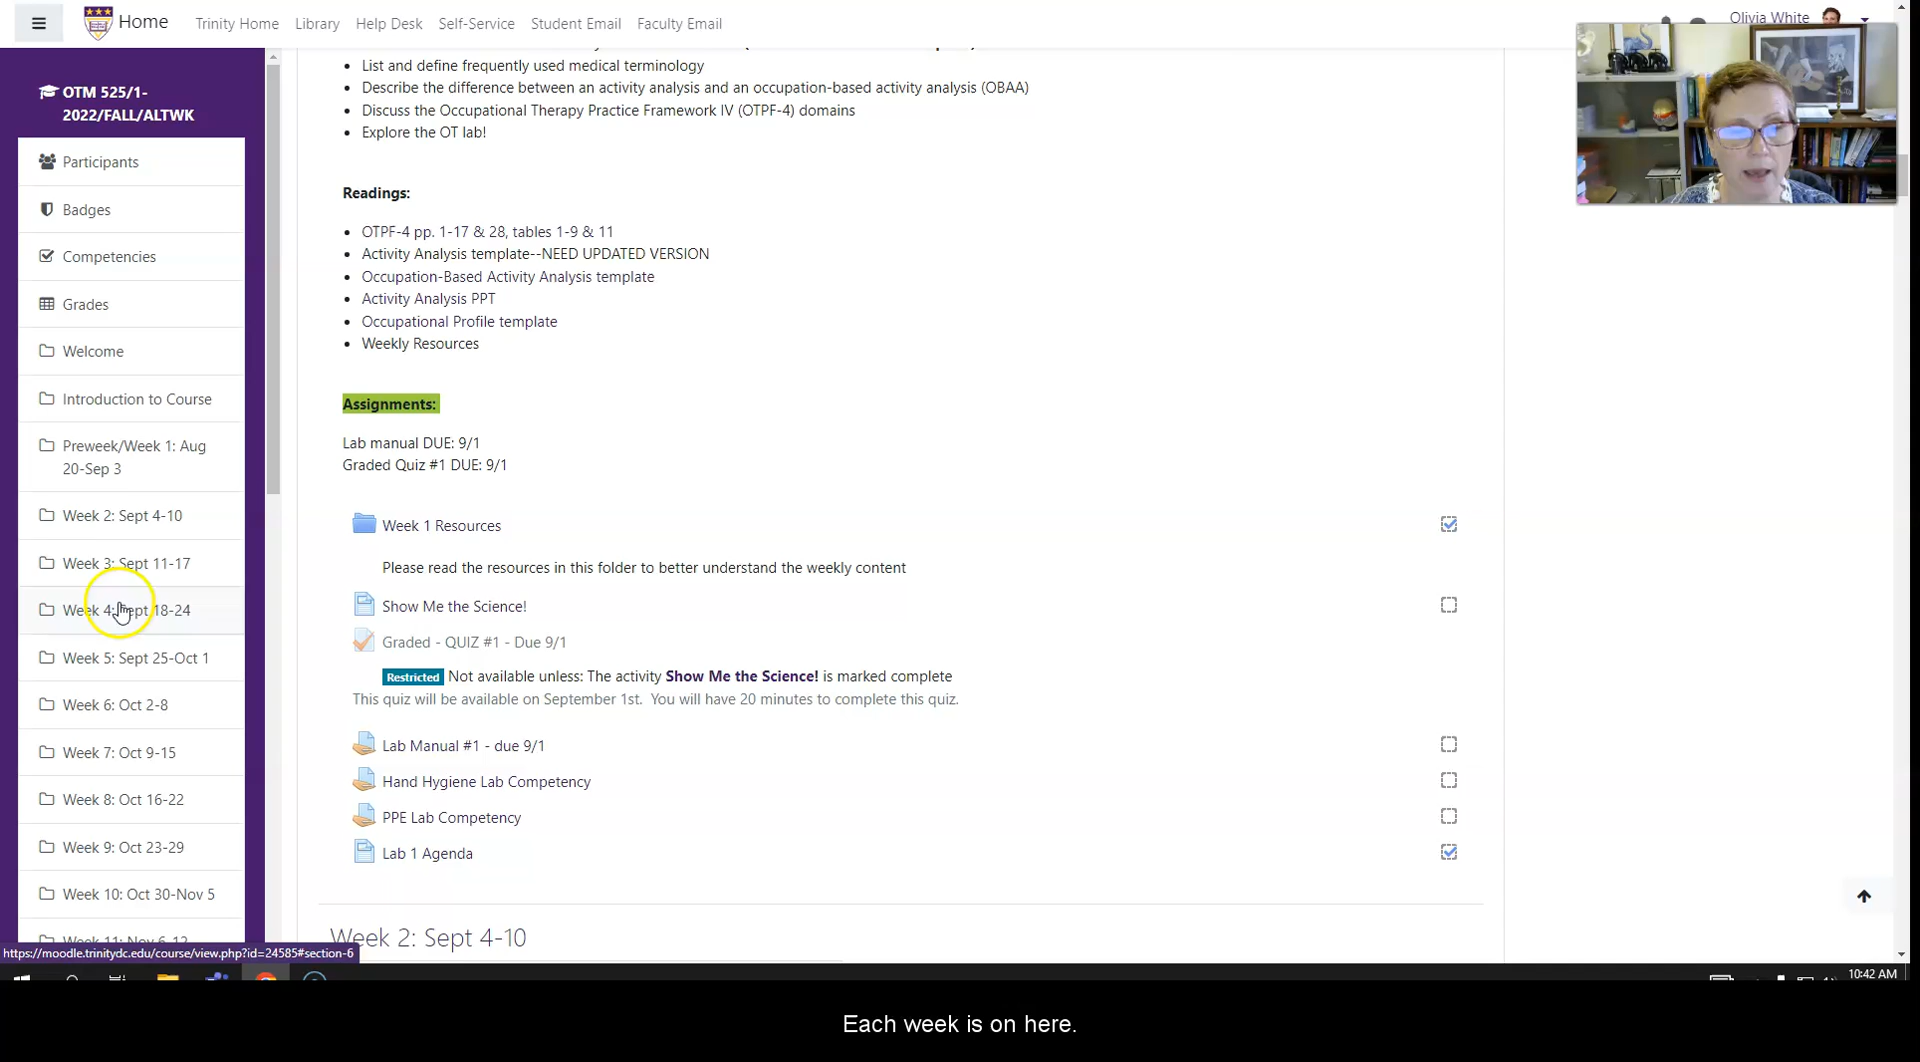 Home
Trinity Home
Library
Help Desk
Self-Service
Student Email
Faculty Email
Olivia White
OTM 525/1-
2022/FALL/ALTWK
Participants
Badges
Competencies
Grades
Welcome
Introduction to Course
Preweek/Week 1: Aug
20-Sep 3
Week 2: Sept 4-10
Week 3: Sept 11-17
Week 4: Sept 18-24
Week 5: Sept 25-Oct 1
Week 6: Oct 2-8
Week 7: Oct 9-15
Week 8: Oct 16-22
Week 9: Oct 23-29
Week 10: Oct 30-Nov 5
Week 11: Nov 6-12
https://moodle.trinitydc.edu/course/view.php?id=24585#section-6
List and define frequently used medical terminology
Describe the difference between an activity analysis and an occupation-based activity analysis (OBAA)
Discuss the Occupational Therapy Practice Framework IV (OTPF-4) domains
Explore the OT lab!
Readings:
OTPF-4 pp. 1-17 & 28, tables 1-9 & 11
Activity Analysis template--NEED UPDATED VERSION
Occupation-Based Activity Analysis template
Activity Analysis PPT
Occupational Profile template
Weekly Resources
Assignments:
Lab manual DUE: 9/1
Graded Quiz #1 DUE: 9/1
Week 1 Resources
Please read the resources in this folder to better understand the weekly content
Show Me the Science!
Graded - QUIZ #1 - Due 9/1
Restricted Not available unless: The activity Show Me the Science! is marked complete
This quiz will be available on September 1st. You will have 20 minutes to complete this quiz.
Lab Manual #1 - due 9/1
Hand Hygiene Lab Competency
PPE Lab Competency
Lab 1 Agenda
Week 2: Sept 4-10
10:42 AM
Each week is on here.